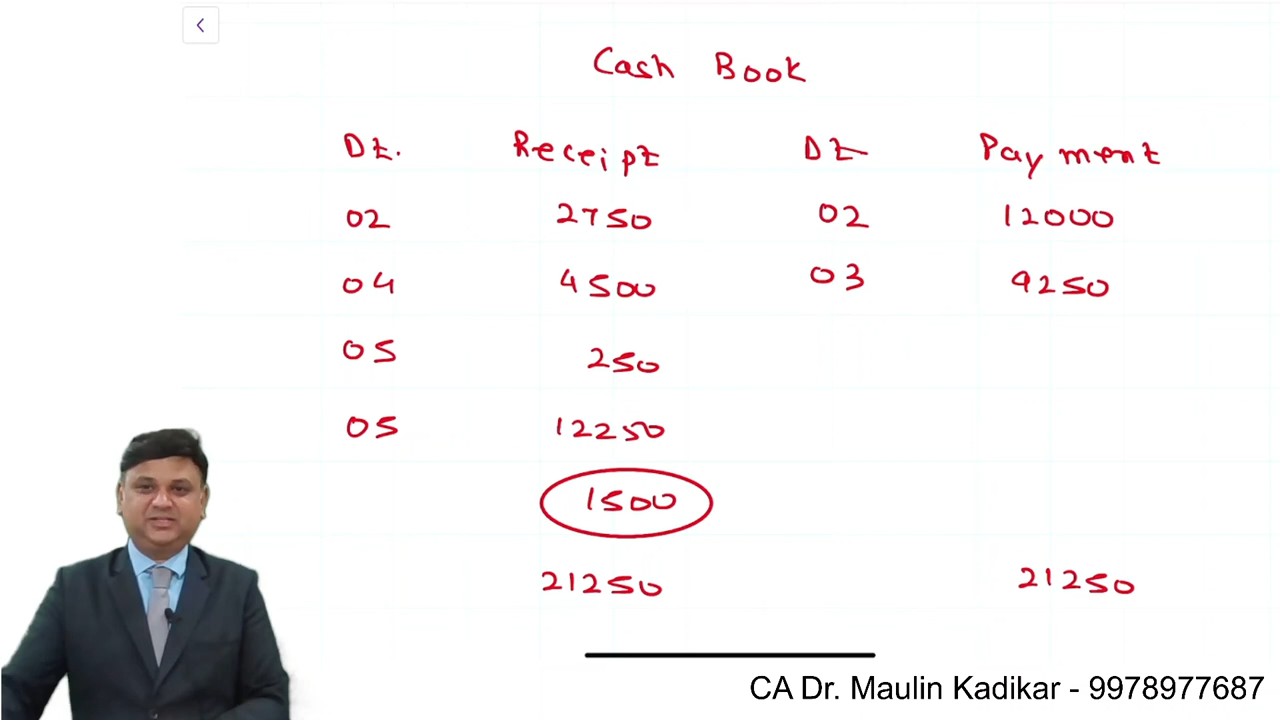 Cash Book
Dt. Receipt Dt Payment
02 2750 02 12000
04 4500 03 9250
05 250
05 12250
1500
21250 21250
CA Dr. Maulin Kadikar - 9978977687